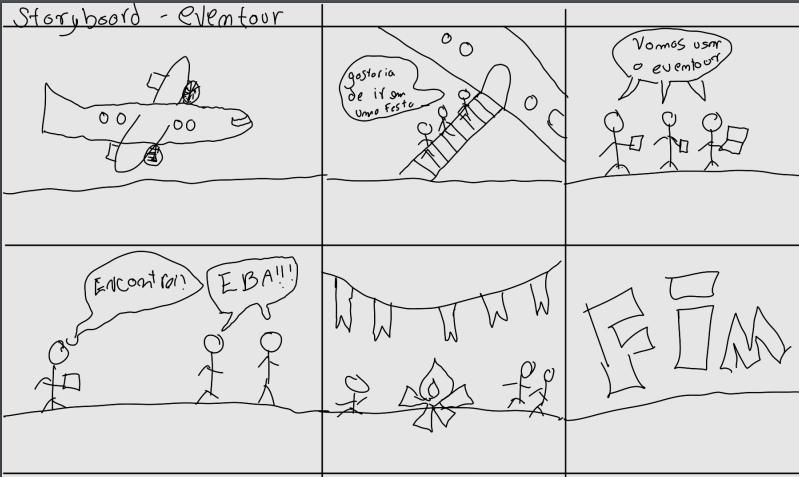 Storyboard - eventour
gostaria
de ir em
uma festa
Vamos usar
o eventour
Encontrei!
EBA!!!
FIM